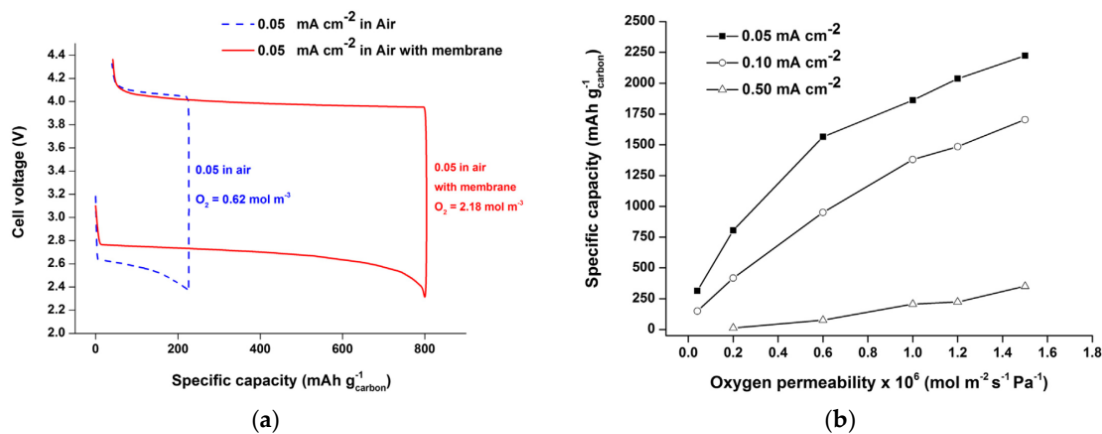 0.05 mA cm-2 in Air
0.05 mA cm-2 in Air with membrane
4.4
4.2
4.0
3.8
3.6
3.4
3.2
3.0
2.8
2.6
2.4
2.2
2.0
Cell voltage (V)
0.05 in air
O2 = 0.62 mol m-3
0.05 in air
with membrane
O2 = 2.18 mol m-3
0 200 400 600 800
Specific capacity (mAh g-1carbon)
(a)
0.05 mA cm-2
0.10 mA cm-2
0.50 mA cm-2
2500
2250
2000
1750
1500
1250
1000
750
500
250
0
Specific capacity (mAh g-1carbon)
0.0 0.2 0.4 0.6 0.8 1.0 1.2 1.4 1.6 1.8
Oxygen permeability x 10^6 (mol m-2 s-1 Pa-1)
(b)